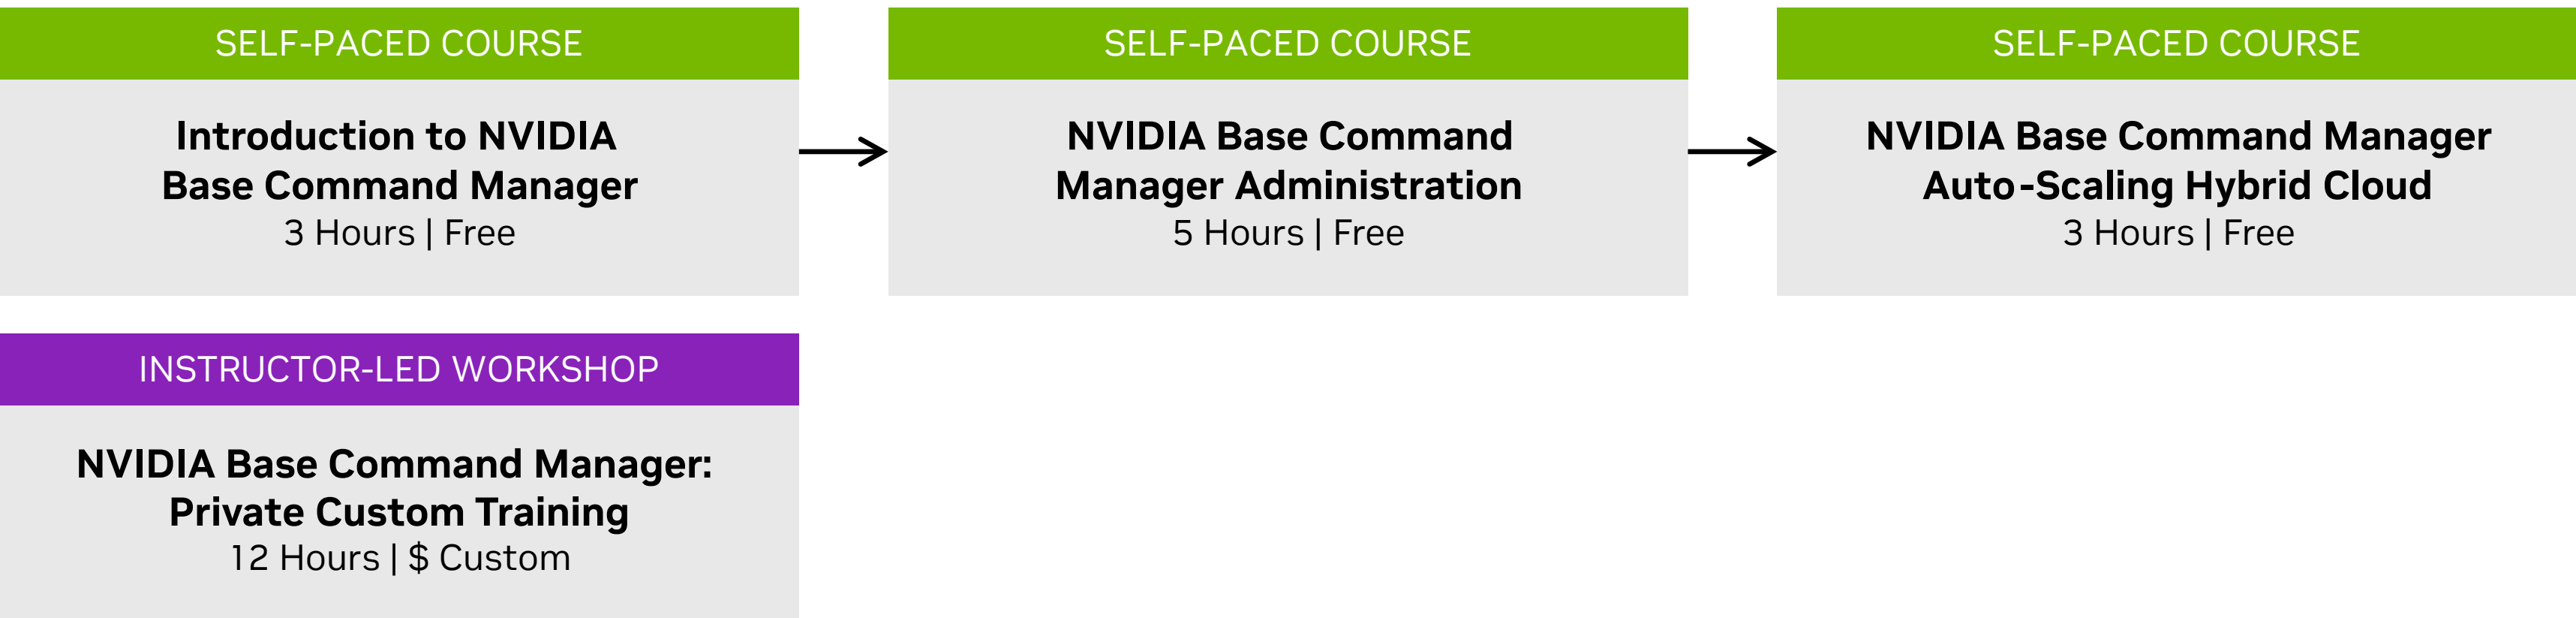 SELF-PACED COURSE
Introduction to NVIDIA
Base Command Manager
3 Hours | Free
SELF-PACED COURSE
NVIDIA Base Command
Manager Administration
5 Hours | Free
SELF-PACED COURSE
NVIDIA Base Command Manager
Auto-Scaling Hybrid Cloud
3 Hours | Free
INSTRUCTOR-LED WORKSHOP
NVIDIA Base Command Manager:
Private Custom Training
12 Hours | $ Custom